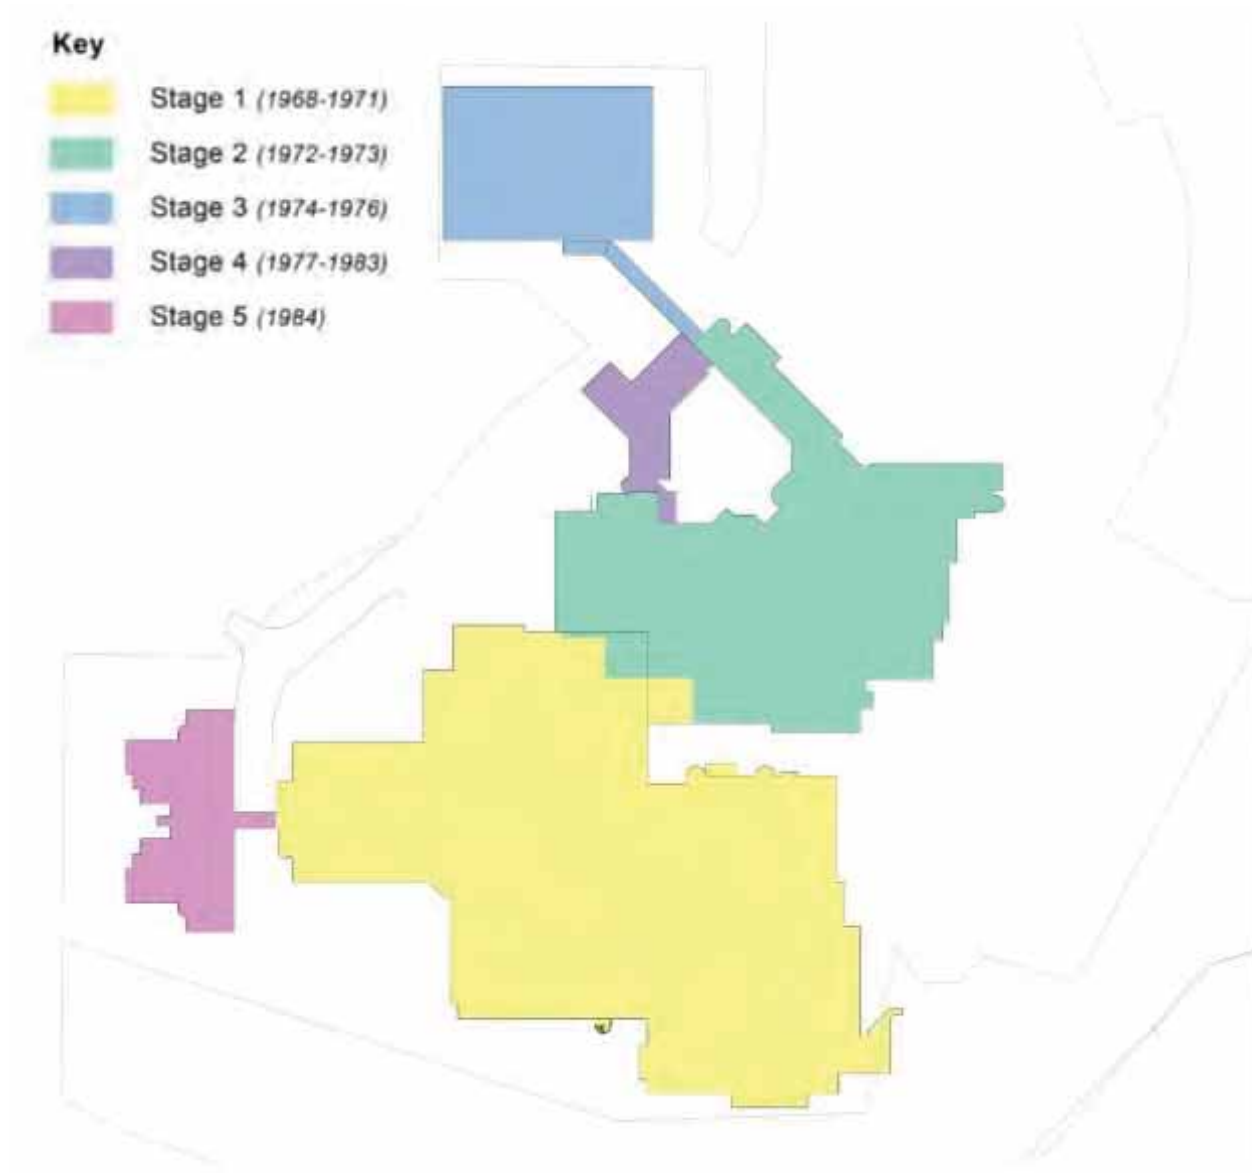 Key
Stage 1 (1968-1971)
Stage 2 (1972-1973)
Stage 3 (1974-1976)
Stage 4 (1977-1983)
Stage 5 (1984)